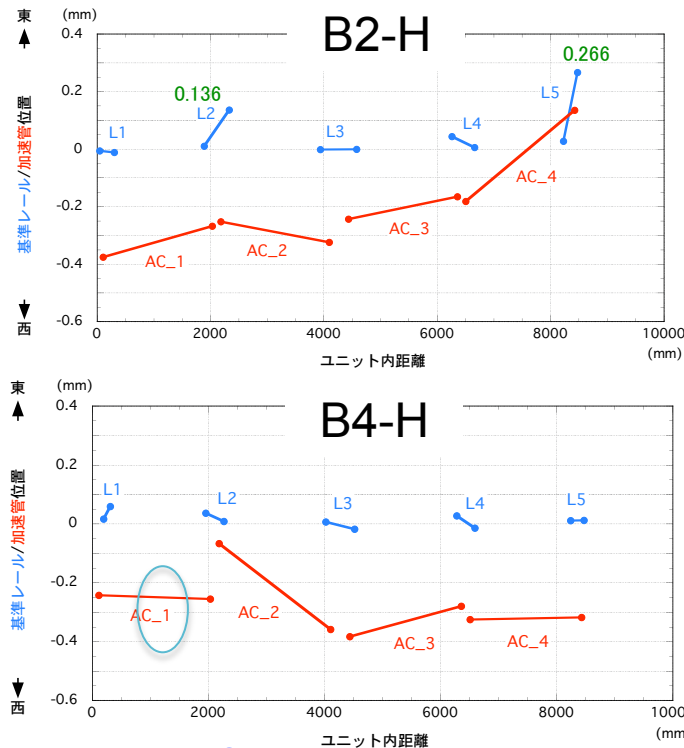 東
(mm)
B2-H
0.4
0.2
0
-0.2
-0.4
-0.6
0.136
0.266
L1
L2
L3
L4
L5
AC_1
AC_2
AC_3
AC_4
基準レール/加速管位置
西
0
2000
4000
6000
8000
10000
ユニット内距離
(mm)
東
(mm)
B4-H
0.4
0.2
0
-0.2
-0.4
-0.6
L1
L2
L3
L4
L5
AC_1
AC_2
AC_3
AC_4
基準レール/加速管位置
西
0
2000
4000
6000
8000
ユニット内距離